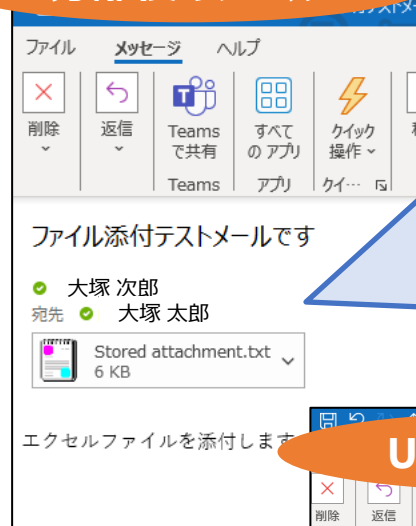 ファイル メッセージ ヘルプ
削除 返信 Teams で共有 すべて の アプリ クイック 操作
Teams アプリ クイ…
ファイル添付テストメールです
大塚 次郎
宛先 大塚 太郎
Stored attachment.txt
6 KB
エクセルファイルを添付します
U
削除 返信